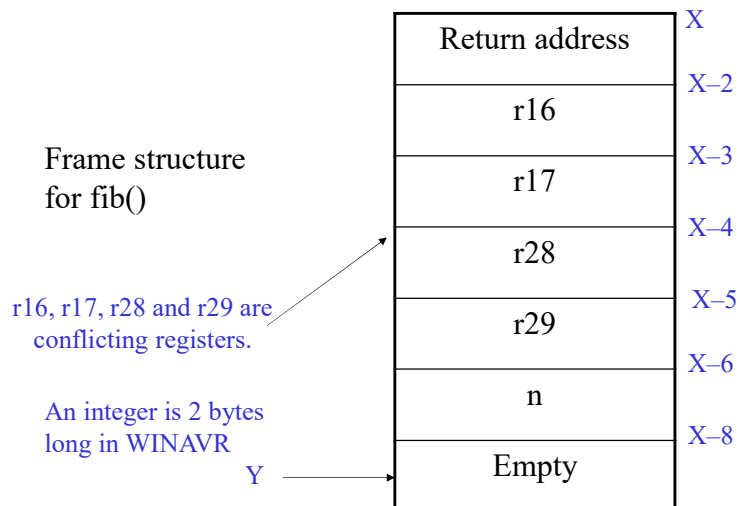 X
Return address
X–2
r16
X–3
Frame structure
for fib()
r17
X–4
r28
r16, r17, r28 and r29 are
conflicting registers.
X–5
r29
X–6
An integer is 2 bytes
long in WINAVR
n
X–8
Y
Empty